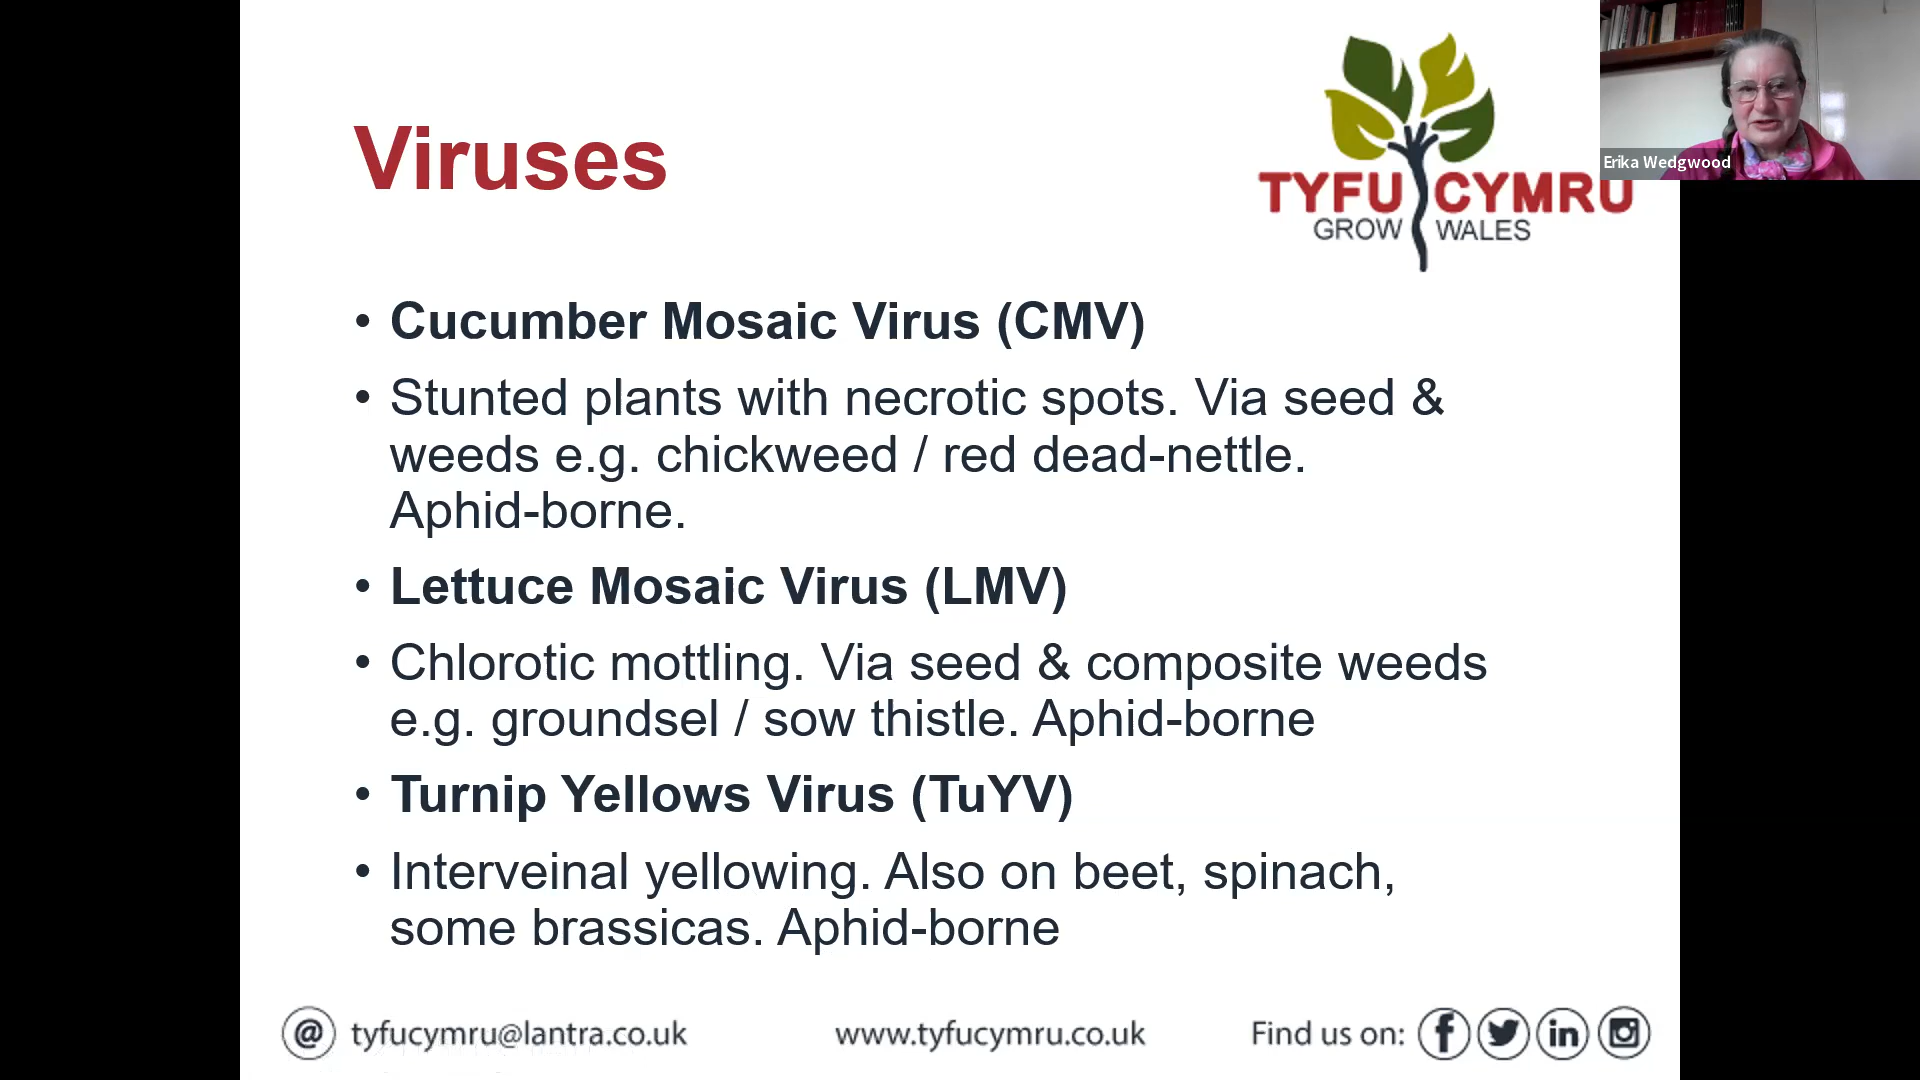 Viruses
TYFU CYMRU
GROW WALES
Erika Wedgwood
• Cucumber Mosaic Virus (CMV)
• Stunted plants with necrotic spots. Via seed &
weeds e.g. chickweed / red dead-nettle.
Aphid-borne.
• Lettuce Mosaic Virus (LMV)
• Chlorotic mottling. Via seed & composite weeds
e.g. groundsel / sow thistle. Aphid-borne
• Turnip Yellows Virus (TuYV)
• Interveinal yellowing. Also on beet, spinach,
some brassicas. Aphid-borne
@ tyfucymru@lantra.co.uk www.tyfucymru.co.uk Find us on: f in